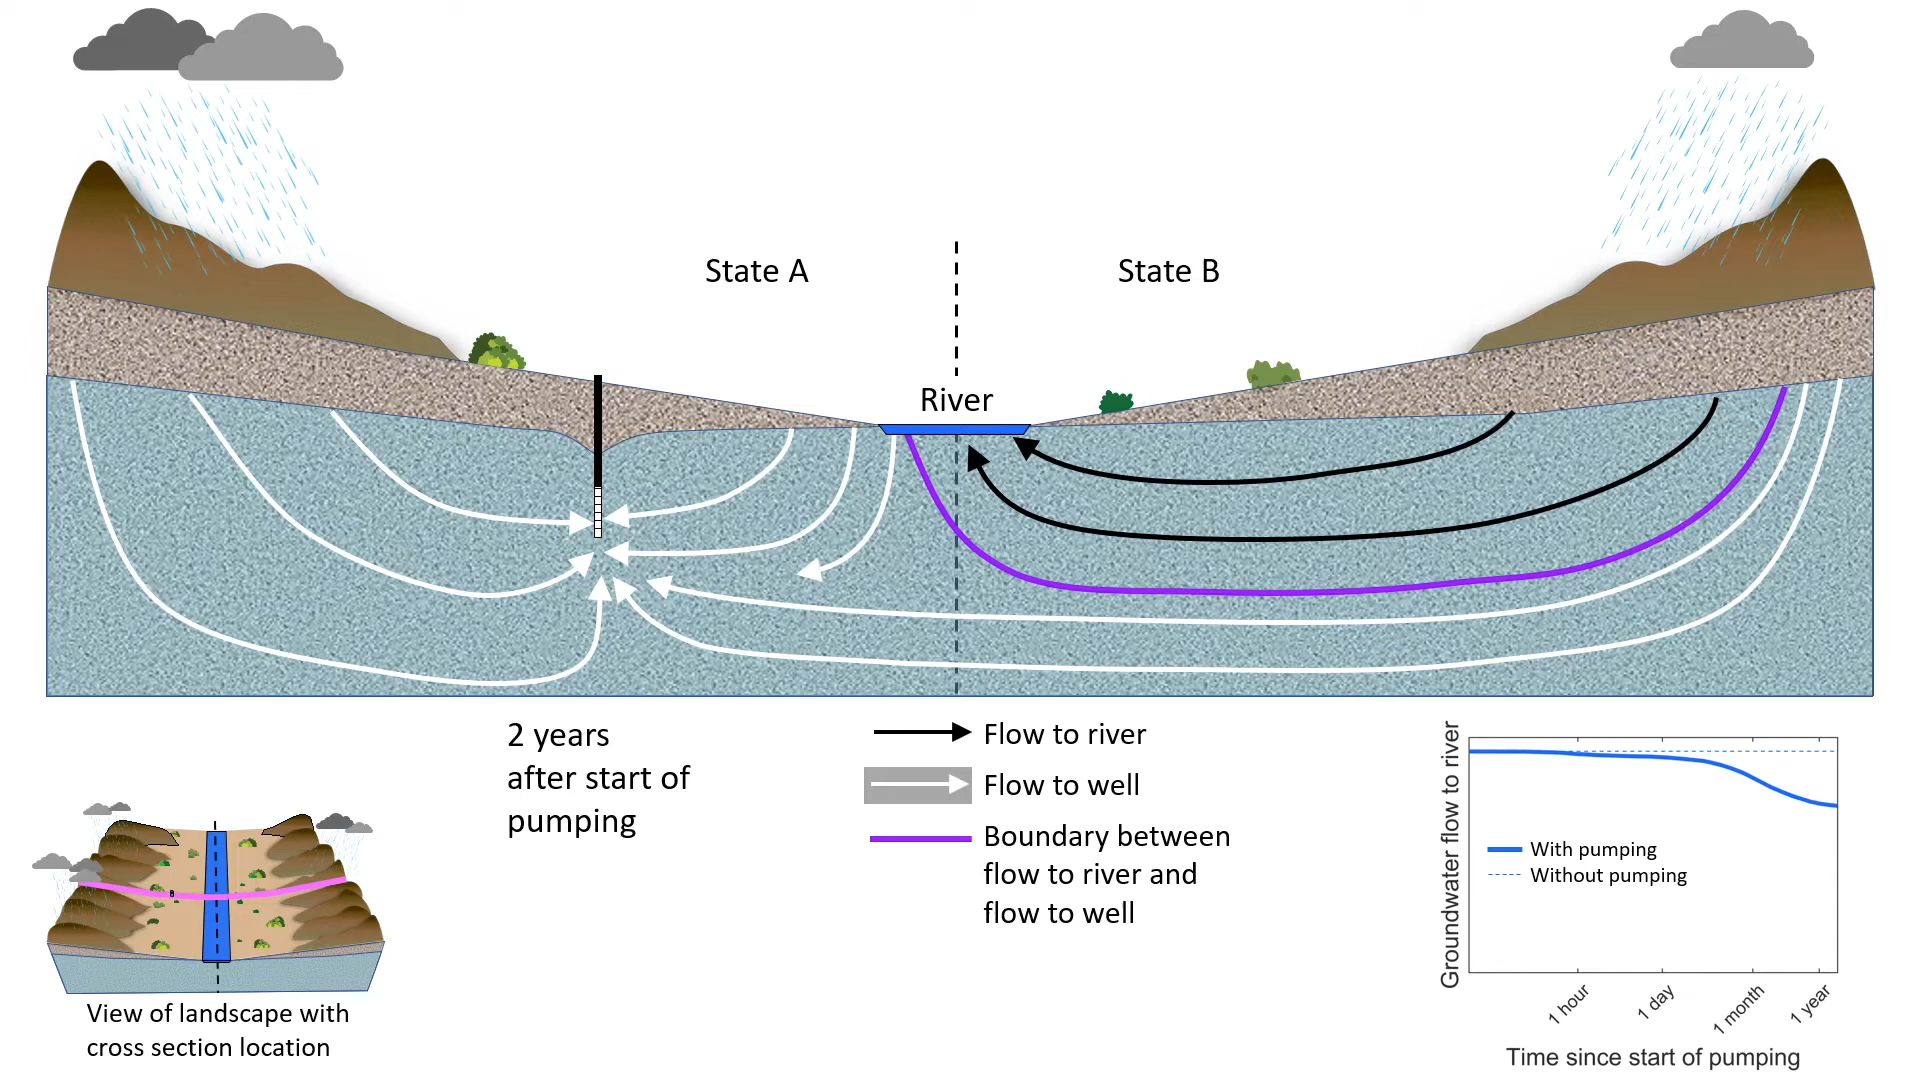 State A
State B
River
2 years
after start of
pumping
Flow to river
Flow to well
Boundary between
flow to river and
flow to well
View of landscape with
cross section location
Groundwater flow to river
With pumping
Without pumping
1 hour
1 day
1 month
1 year
Time since start of pumping